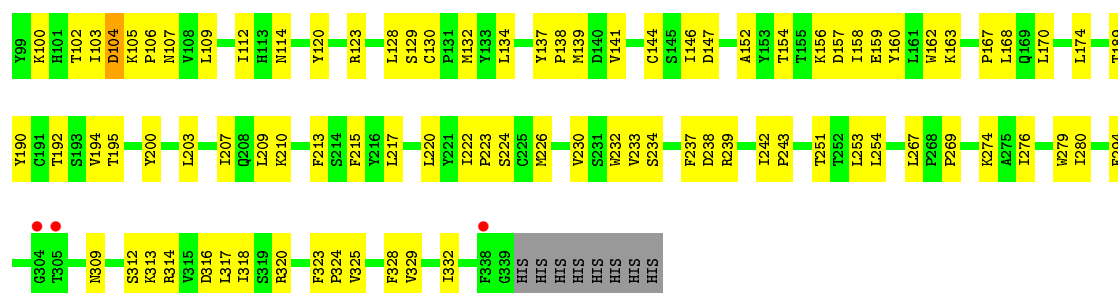 Y99 K100 H101 T102 I103 D104 K105 P106 N107 V108 L109 I112 H113 N114 Y120 R123 L128 S129 C130 P131 M132 Y133 L134 Y137 P138 M139 D140 V141 C144 S145 I146 D147 A152 Y153 T154 T155 K156 D157 I158 E159 Y160 L161 W162 K163 P167 L168 Q169 L170 L174
Y190 C191 T192 S193 V194 T195 Y200 L203 I207 Q208 L209 K210 F213 S214 F215 Y216 L217 L220 Y221 I222 P223 S224 C225 M226 V230 S231 W232 V233 S234 F237 D238 R239 I242 P243 T251 T252 L253 L254 L267 P268 P269 K274 A275 I276 W279 I280
G304 T305 N309 S312 K313 R314 V315 D316 L317 I318 S319 R320 F323 P324 V325 F328 V329 I332 F338 G339 HIS HIS HIS HIS HIS HIS HIS HIS